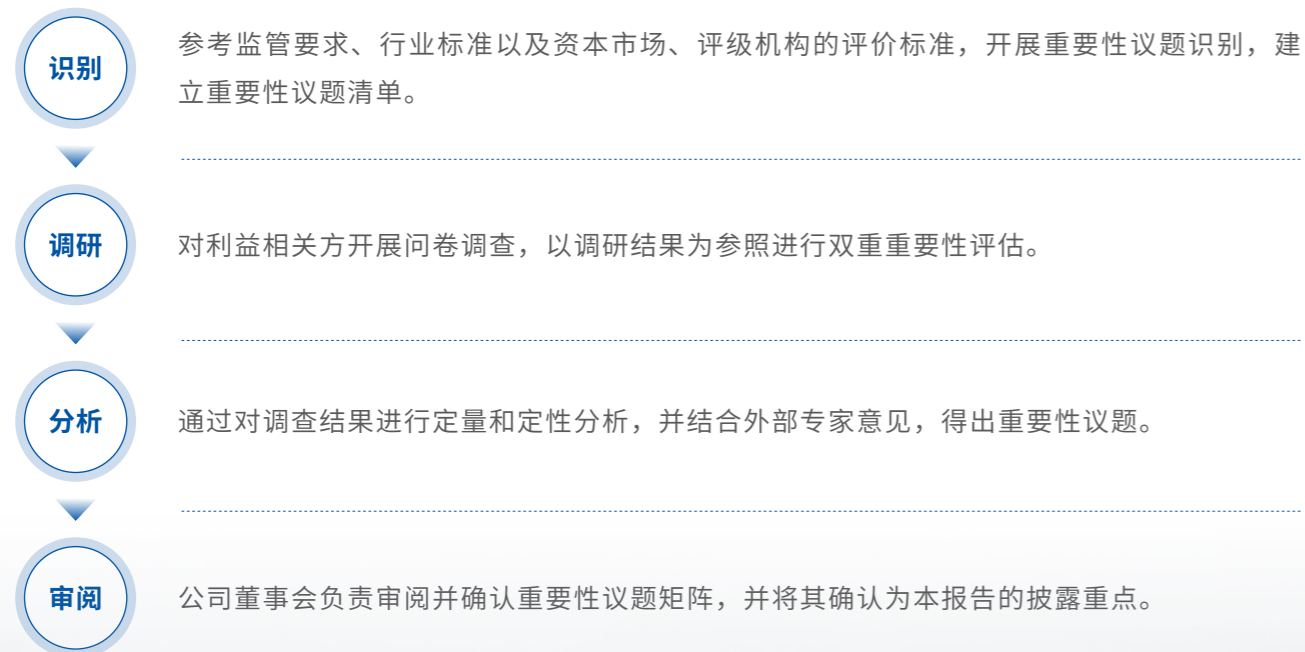 识别
参考监管要求、行业标准以及资本市场、评级机构的评价标准，开展重要性议题识别，建
立重要性议题清单。
调研
对利益相关方开展问卷调查，以调研结果为参照进行双重重要性评估。
分析
通过对调查结果进行定量和定性分析，并结合外部专家意见，得出重要性议题。
审阅
公司董事会负责审阅并确认重要性议题矩阵，并将其确认为本报告的披露重点。